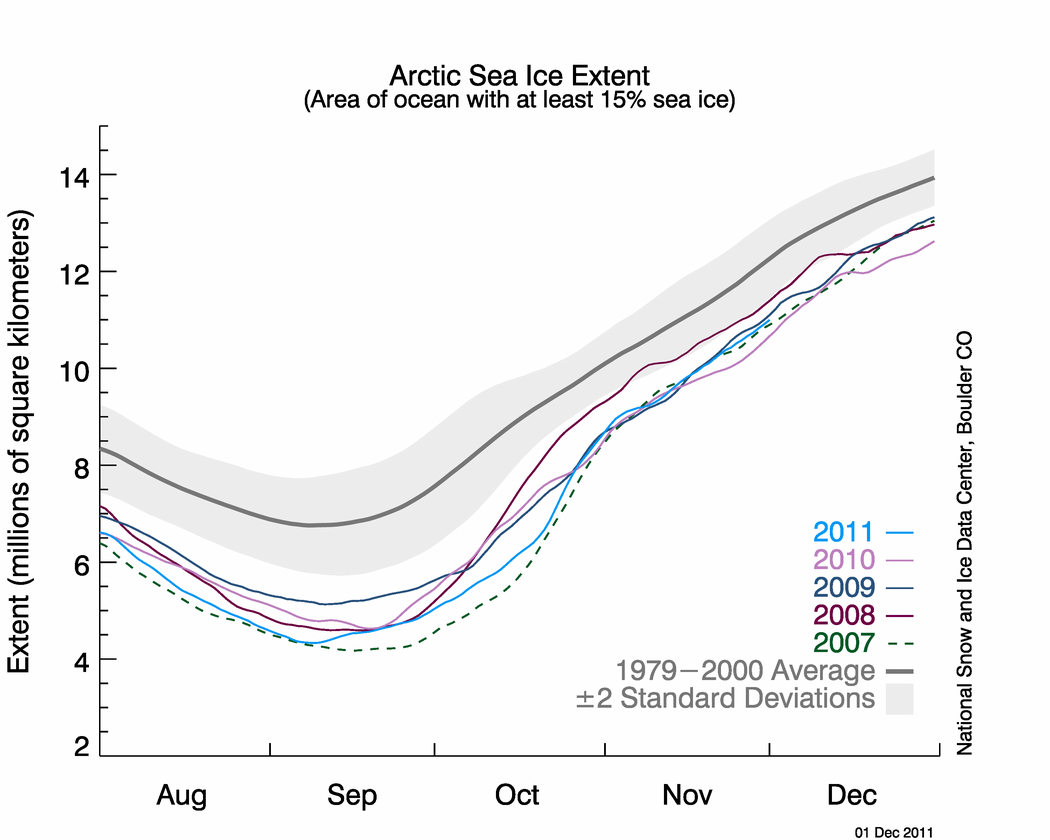 Arctic Sea Ice Extent
(Area of ocean with at least 15% sea ice)
Extent (millions of square kilometers)
14
12
10
8
6
4
2
Aug Sep Oct Nov Dec
2011
2010
2009
2008
2007
1979−2000 Average
±2 Standard Deviations
National Snow and Ice Data Center, Boulder CO
01 Dec 2011